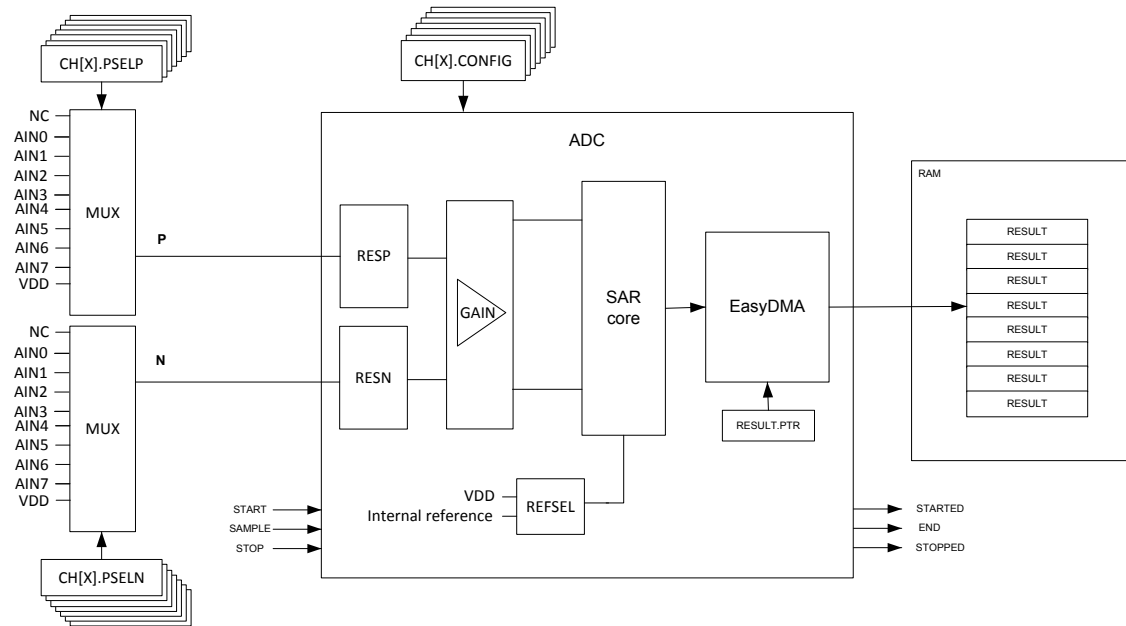 CH[X].PSELP
CH[X].CONFIG
NC
AIN0
AIN1
AIN2
AIN3
AIN4
AIN5
AIN6
AIN7
VDD
MUX
P
ADC
RESP
GAIN
SAR
core
EasyDMA
RAM
RESULT
RESULT
RESULT
RESULT
RESULT
RESULT
RESULT
RESULT
NC
AIN0
AIN1
AIN2
AIN3
AIN4
AIN5
AIN6
AIN7
VDD
MUX
N
RESN
RESULT.PTR
VDD
Internal reference
REFSEL
START
SAMPLE
STOP
STARTED
END
STOPPED
CH[X].PSELN